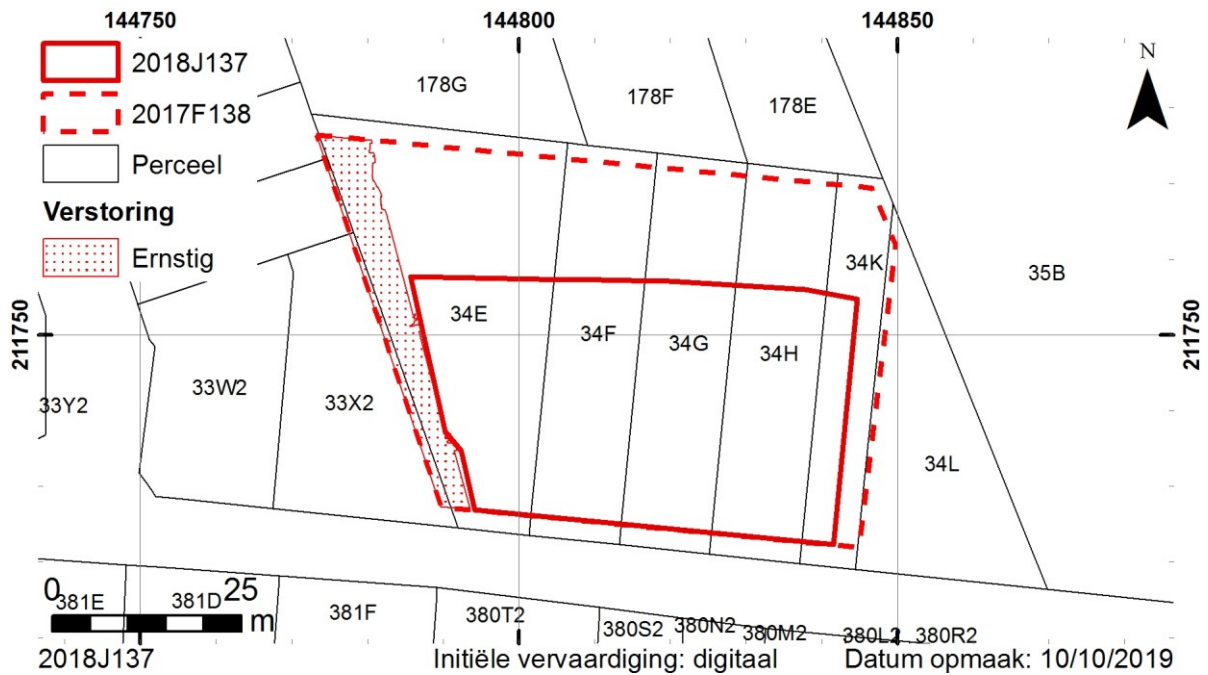 144750 144800 144850
2018J137
2017F138
Perceel
Verstoring
Ernstig
N
178G 178F 178E
34K
35B
34E
34F
34G
34H
211750 211750
33Y2
33W2
33X2
34L
0 25
m
381E 381D 381F 380T2 380S2 380N2 380M2 380L2 380R2
2018J137 Initiële vervaardiging: digitaal Datum opmaak: 10/10/2019